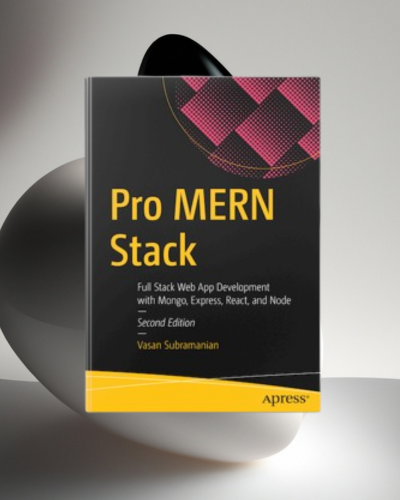 Pro MERN
Stack
Full Stack Web App Development
with Mongo, Express, React, and Node
Second Edition
Vasan Subramanian
Apress®